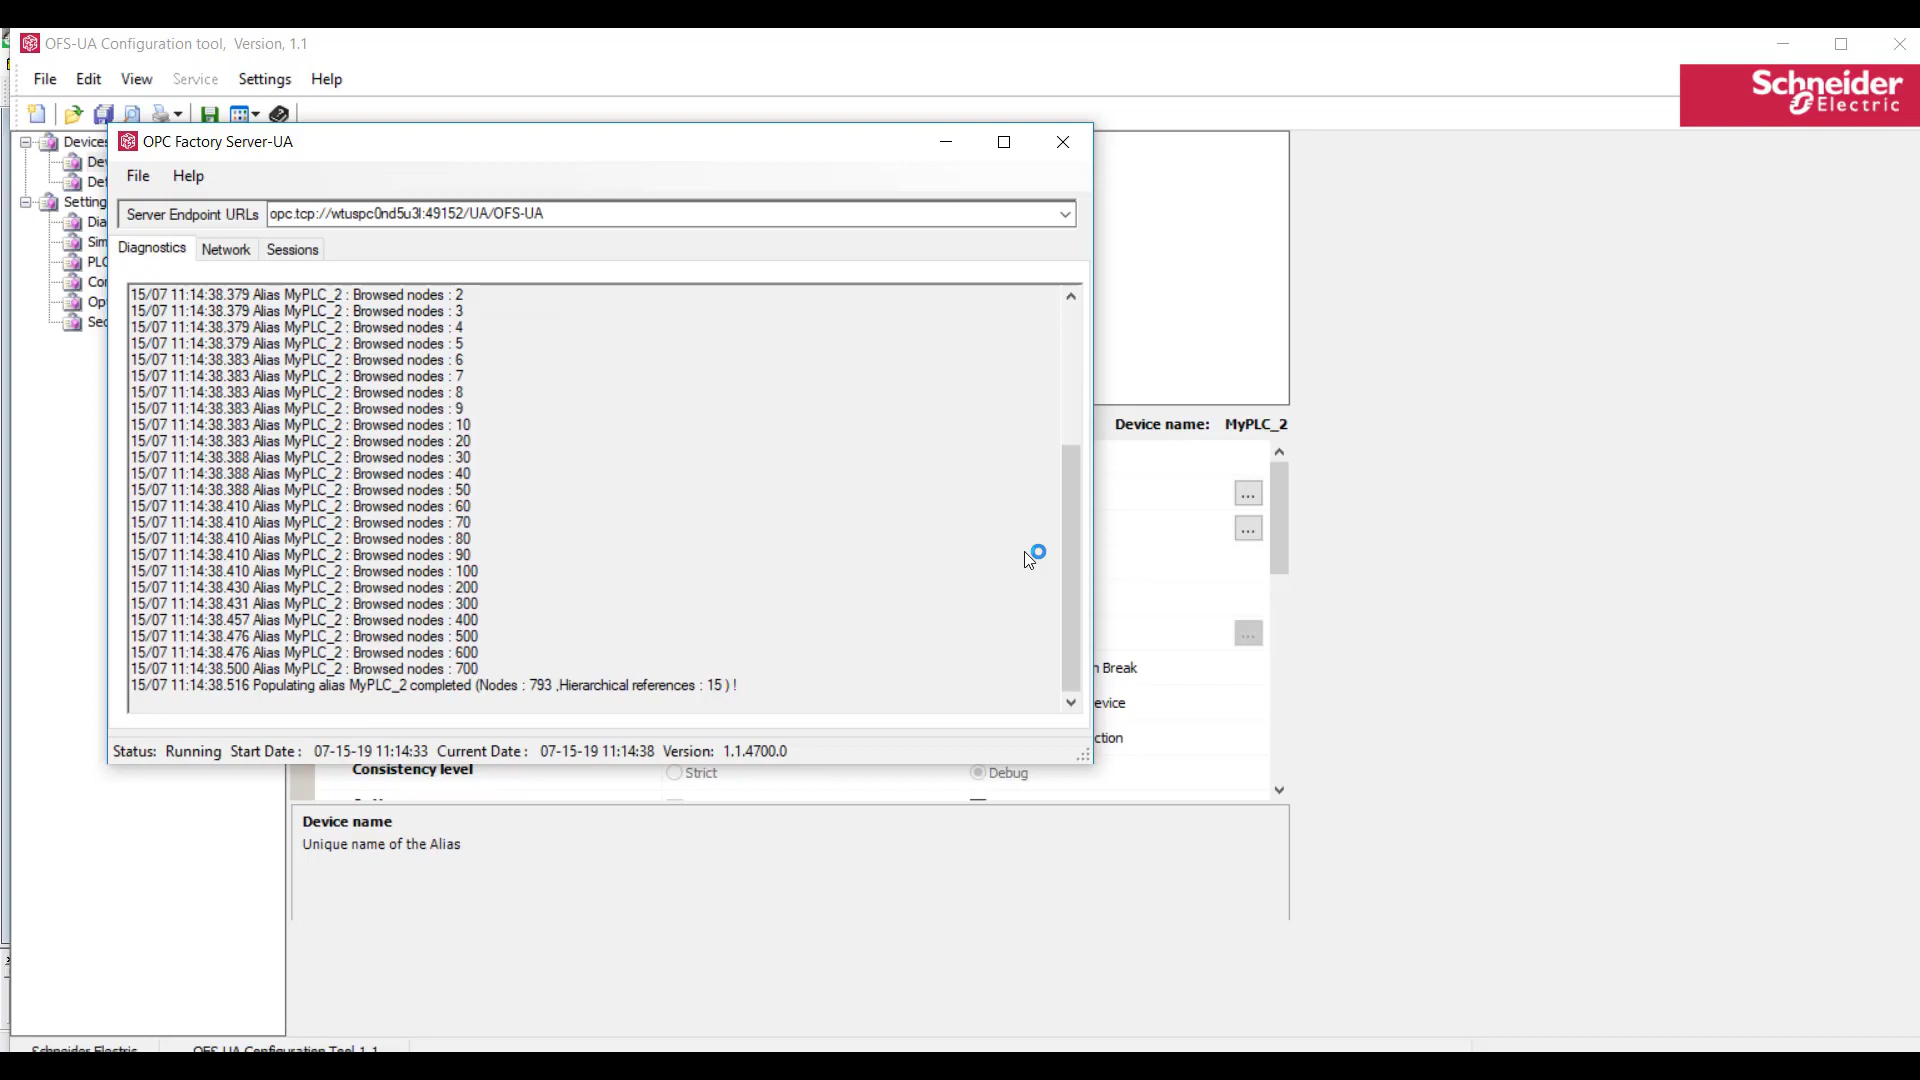 OFS-UA Configuration tool, Version, 1.1
File Edit View Service Settings Help
Schneider
Electric
Devices
OPC Factory Server-UA
File Help
Server Endpoint URLs opc.tcp://wtuspc0nd5u3l:49152/UA/OFS-UA
Diagnostics Network Sessions
15/07 11:14:38.379 Alias MyPLC_2 : Browsed nodes : 2
15/07 11:14:38.379 Alias MyPLC_2 : Browsed nodes : 3
15/07 11:14:38.379 Alias MyPLC_2 : Browsed nodes : 4
15/07 11:14:38.379 Alias MyPLC_2 : Browsed nodes : 5
15/07 11:14:38.383 Alias MyPLC_2 : Browsed nodes : 6
15/07 11:14:38.383 Alias MyPLC_2 : Browsed nodes : 7
15/07 11:14:38.383 Alias MyPLC_2 : Browsed nodes : 8
15/07 11:14:38.383 Alias MyPLC_2 : Browsed nodes : 9
15/07 11:14:38.383 Alias MyPLC_2 : Browsed nodes : 10
15/07 11:14:38.383 Alias MyPLC_2 : Browsed nodes : 20
15/07 11:14:38.388 Alias MyPLC_2 : Browsed nodes : 30
15/07 11:14:38.388 Alias MyPLC_2 : Browsed nodes : 40
15/07 11:14:38.388 Alias MyPLC_2 : Browsed nodes : 50
15/07 11:14:38.410 Alias MyPLC_2 : Browsed nodes : 60
15/07 11:14:38.410 Alias MyPLC_2 : Browsed nodes : 70
15/07 11:14:38.410 Alias MyPLC_2 : Browsed nodes : 80
15/07 11:14:38.410 Alias MyPLC_2 : Browsed nodes : 90
15/07 11:14:38.410 Alias MyPLC_2 : Browsed nodes : 100
15/07 11:14:38.430 Alias MyPLC_2 : Browsed nodes : 200
15/07 11:14:38.431 Alias MyPLC_2 : Browsed nodes : 300
15/07 11:14:38.457 Alias MyPLC_2 : Browsed nodes : 400
15/07 11:14:38.476 Alias MyPLC_2 : Browsed nodes : 500
15/07 11:14:38.476 Alias MyPLC_2 : Browsed nodes : 600
15/07 11:14:38.500 Alias MyPLC_2 : Browsed nodes : 700
15/07 11:14:38.516 Populating alias MyPLC_2 completed (Nodes : 793 ,Hierarchical references : 15 ) !
Status: Running Start Date : 07-15-19 11:14:33 Current Date : 07-15-19 11:14:38 Version: 1.1.4700.0
De
Def
Setting
Dia
Sim
PLC
Co
Op
Sec
Device name: MyPLC_2
...
...
...
n Break
evice
ction
Consistency level Strict Debug
Device name
Unique name of the Alias
Schneider Electric OFS-UA Configuration Tool 1.1